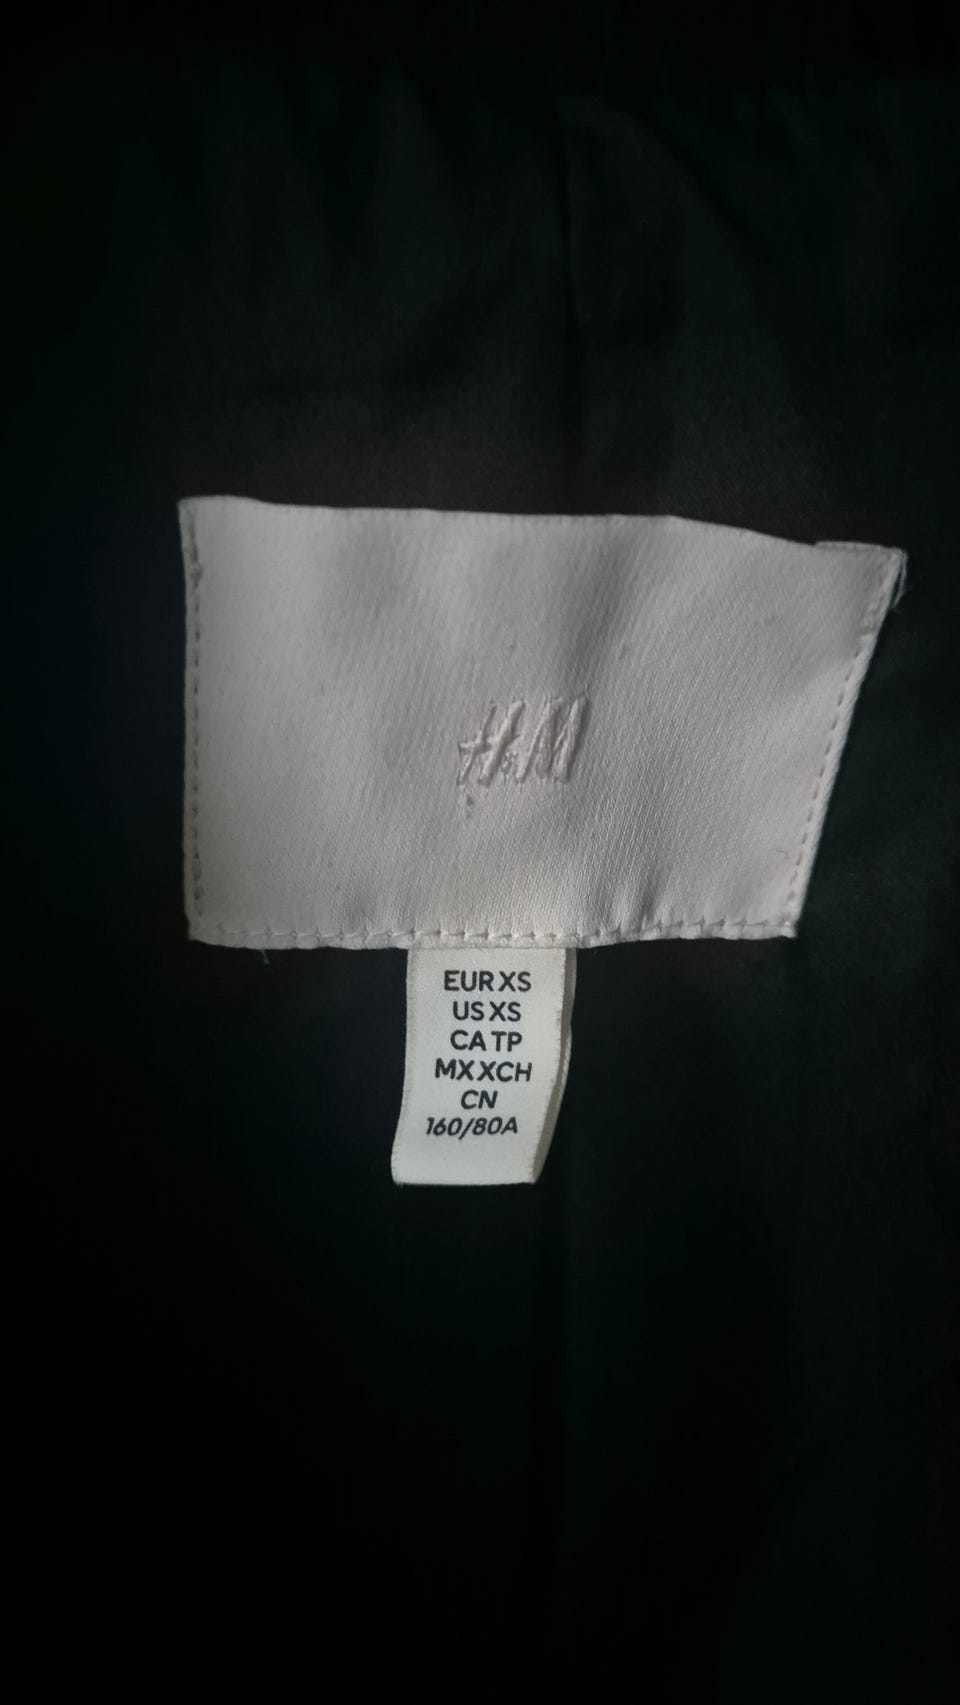 H&M
EUR XS
US XS
CA TP
MX XCH
CN
160/80A